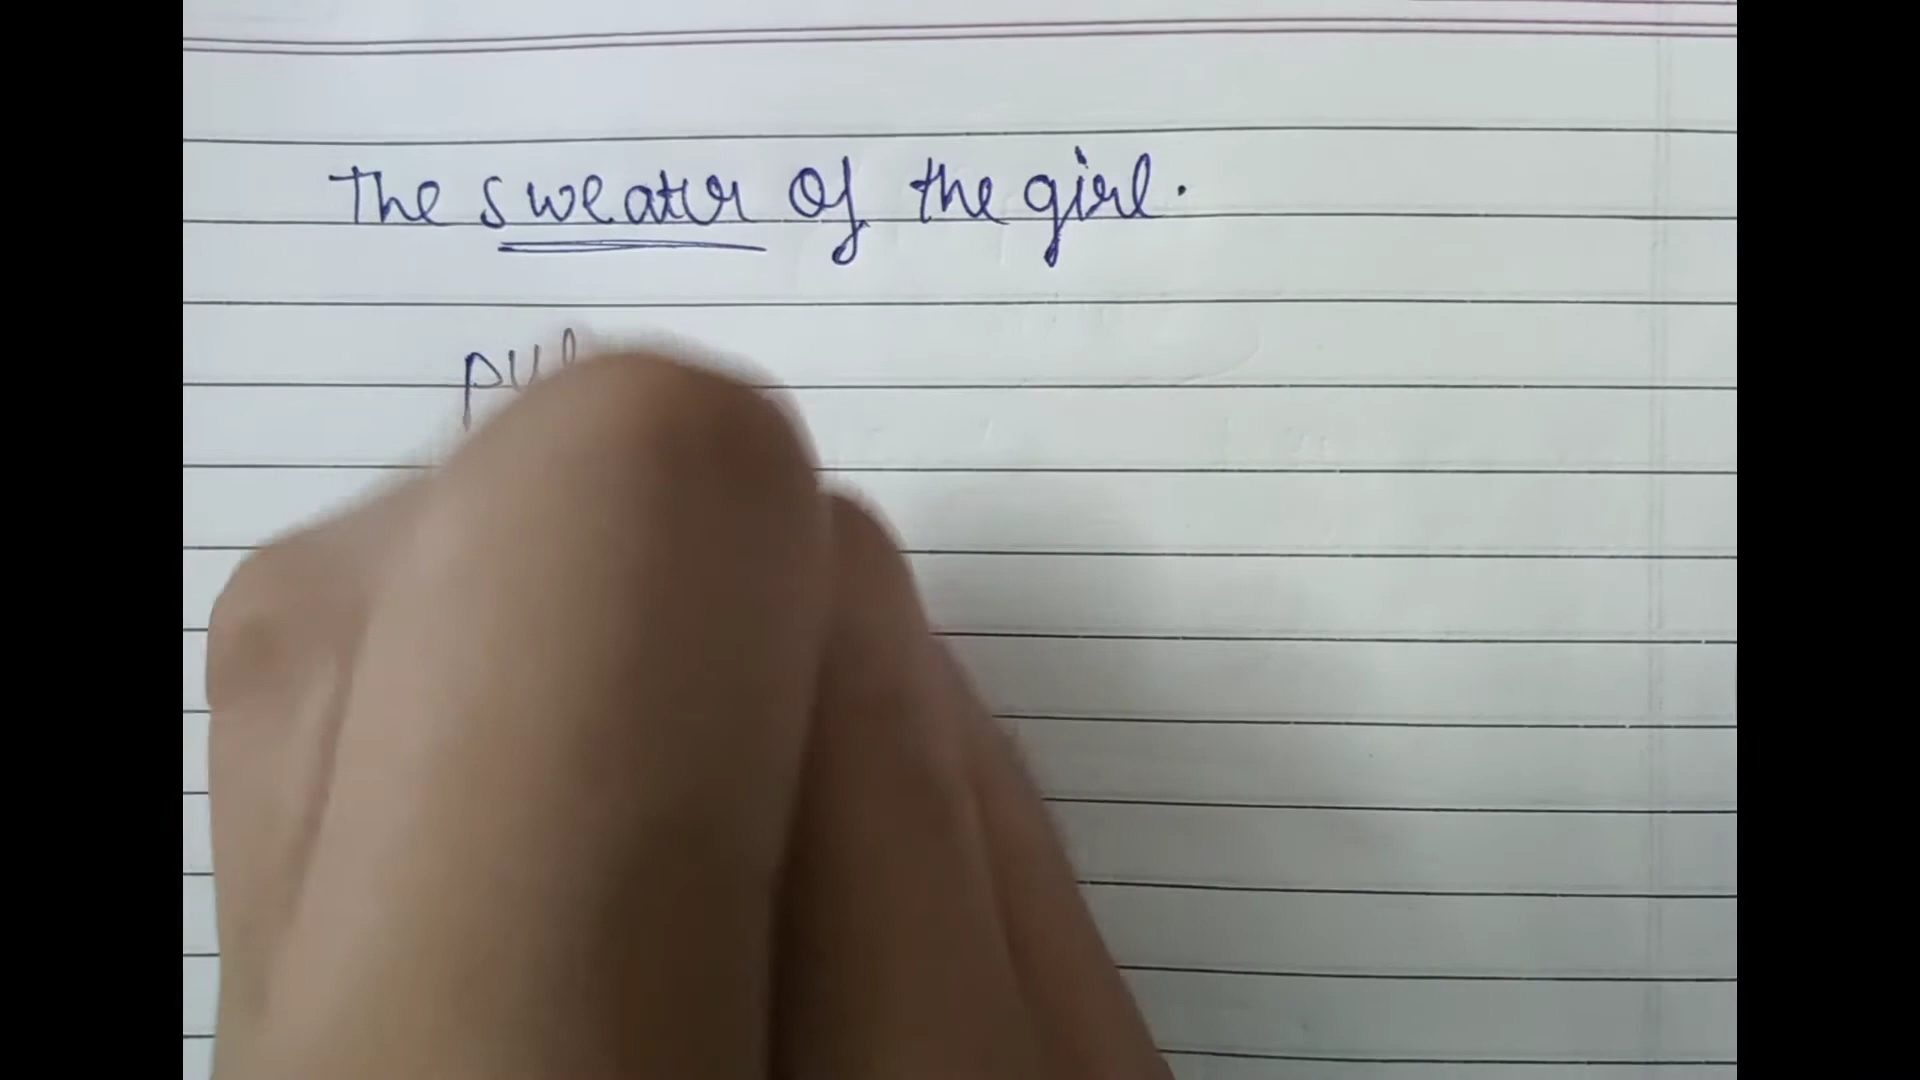 The sweater of the girl.